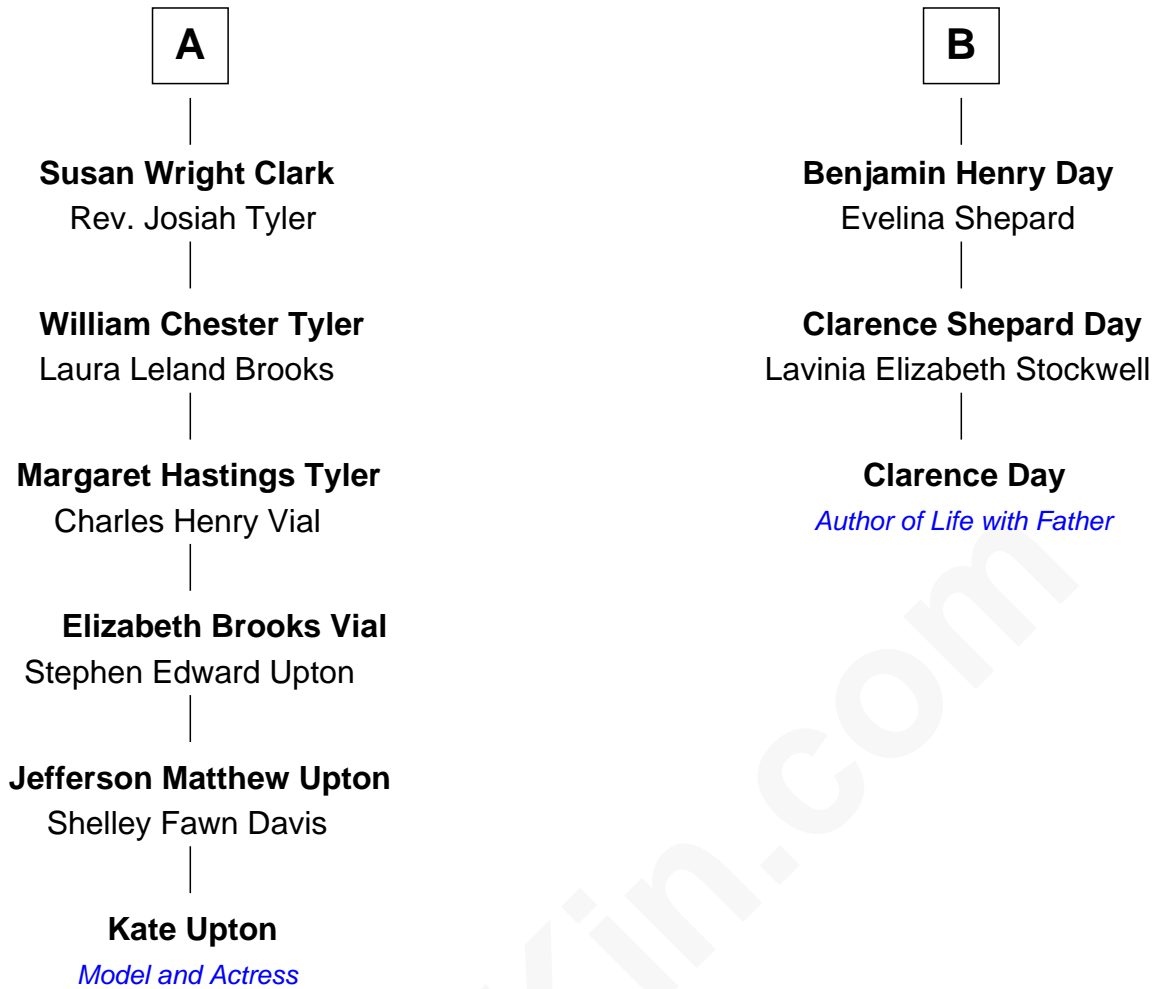 A
Susan Wright Clark
Rev. Josiah Tyler
William Chester Tyler
Laura Leland Brooks
Margaret Hastings Tyler
Charles Henry Vial
Elizabeth Brooks Vial
Stephen Edward Upton
Jefferson Matthew Upton
Shelley Fawn Davis
Kate Upton
Model and Actress
B
Benjamin Henry Day
Evelina Shepard
Clarence Shepard Day
Lavinia Elizabeth Stockwell
Clarence Day
Author of Life with Father
Kin.com